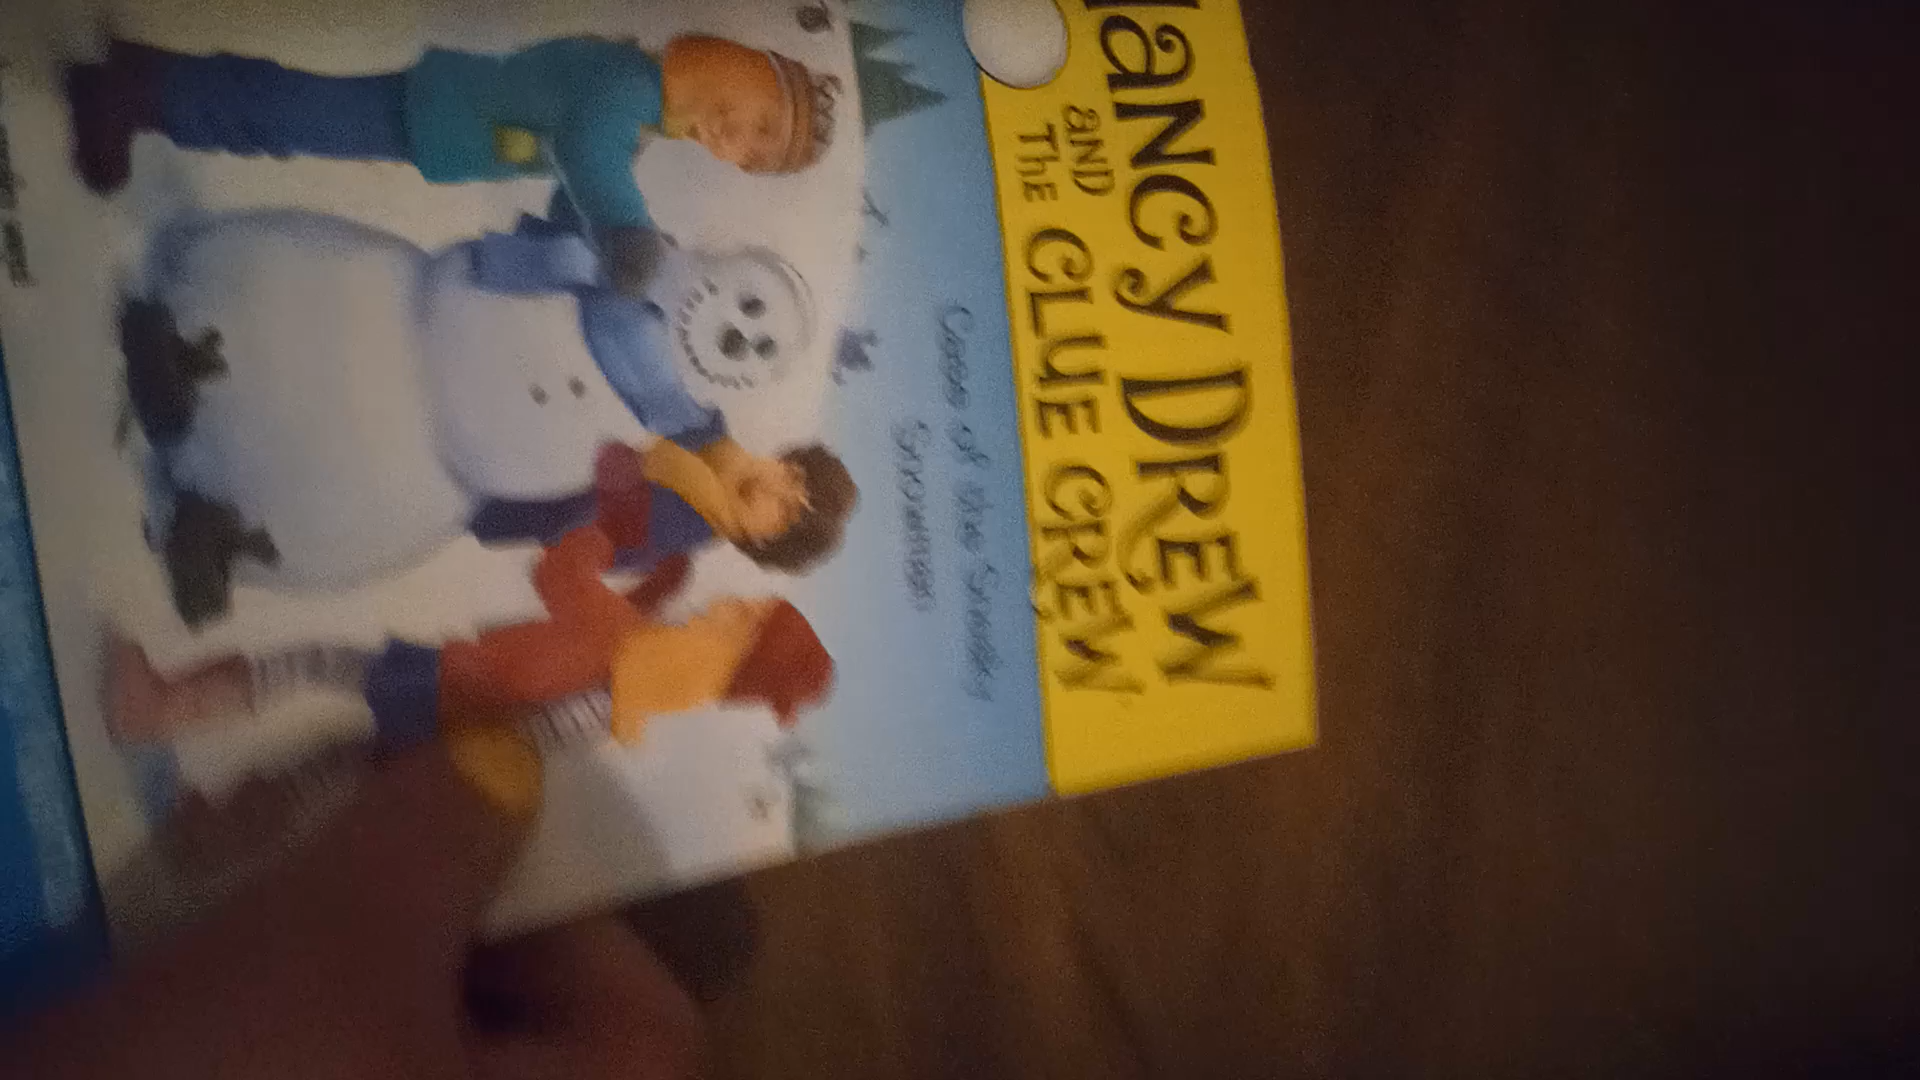 Nancy Drew
AND
The CLUE CREW
Case of the Sneaky
Snowman